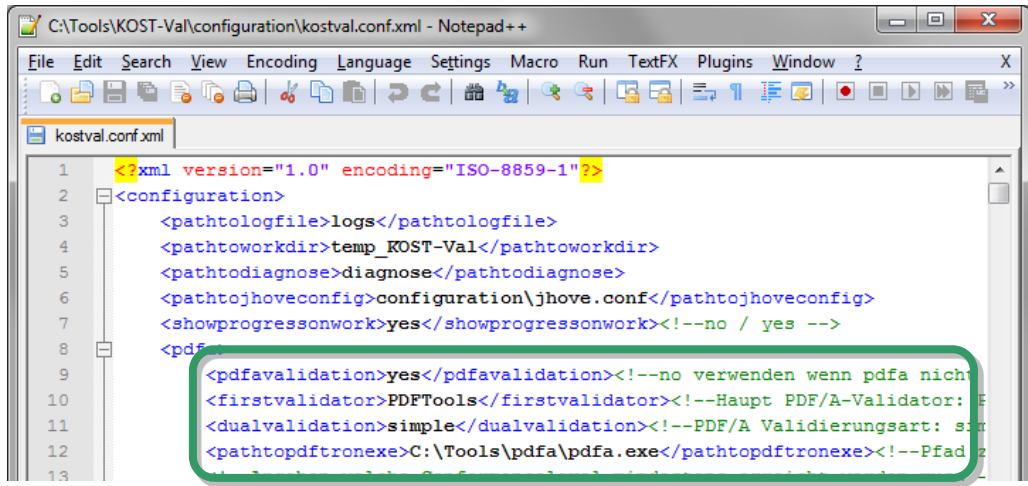 C:\Tools\KOST-Val\configuration\kostval.conf.xml - Notepad++
File Edit Search View Encoding Language Settings Macro Run TextFX Plugins Window ? X
kostval.conf.xml
1 <?xml version="1.0" encoding="ISO-8859-1"?>
2 <configuration>
3 <pathtologfile>logs</pathtologfile>
4 <pathtoworkdir>temp_KOST-Val</pathtoworkdir>
5 <pathtodiagnose>diagnose</pathtodiagnose>
6 <pathtojhoveconfig>configuration\jhove.conf</pathtojhoveconfig>
7 <showprogressonwork>yes</showprogressonwork><!--no / yes -->
8 <pdfa>
9 <pdfavalidation>yes</pdfavalidation><!--no verwenden wenn pdfa nicht
10 <firstvalidator>PDFTools</firstvalidator><!--Haupt PDF/A-Validator:
11 <dualvalidation>simple</dualvalidation><!--PDF/A Validierungsart:
12 <pathtopdftronexe>C:\Tools\pdfa\pdfa.exe</pathtopdftronexe><!--Pfad
13